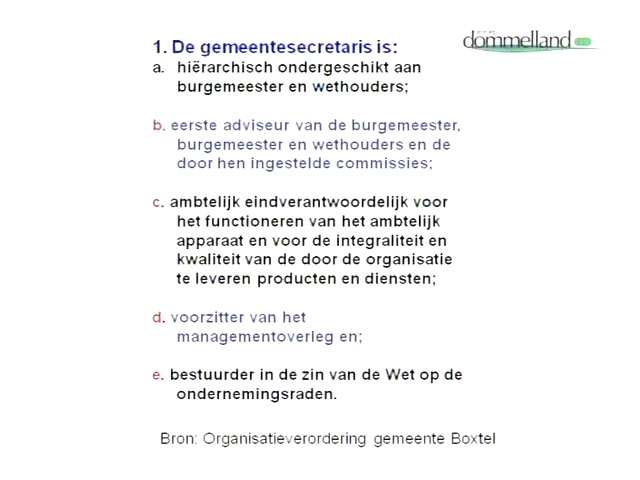 dommelland
1. De gemeentesecretaris is:
a. hiërarchisch ondergeschikt aan
burgemeester en wethouders;
b. eerste adviseur van de burgemeester,
burgemeester en wethouders en de
door hen ingestelde commissies;
c. ambtelijk eindverantwoordelijk voor
het functioneren van het ambtelijk
apparaat en voor de integraliteit en
kwaliteit van de door de organisatie
te leveren producten en diensten;
d. voorzitter van het
managementoverleg en;
e. bestuurder in de zin van de Wet op de
ondernemingsraden.
Bron: Organisatieverordering gemeente Boxtel